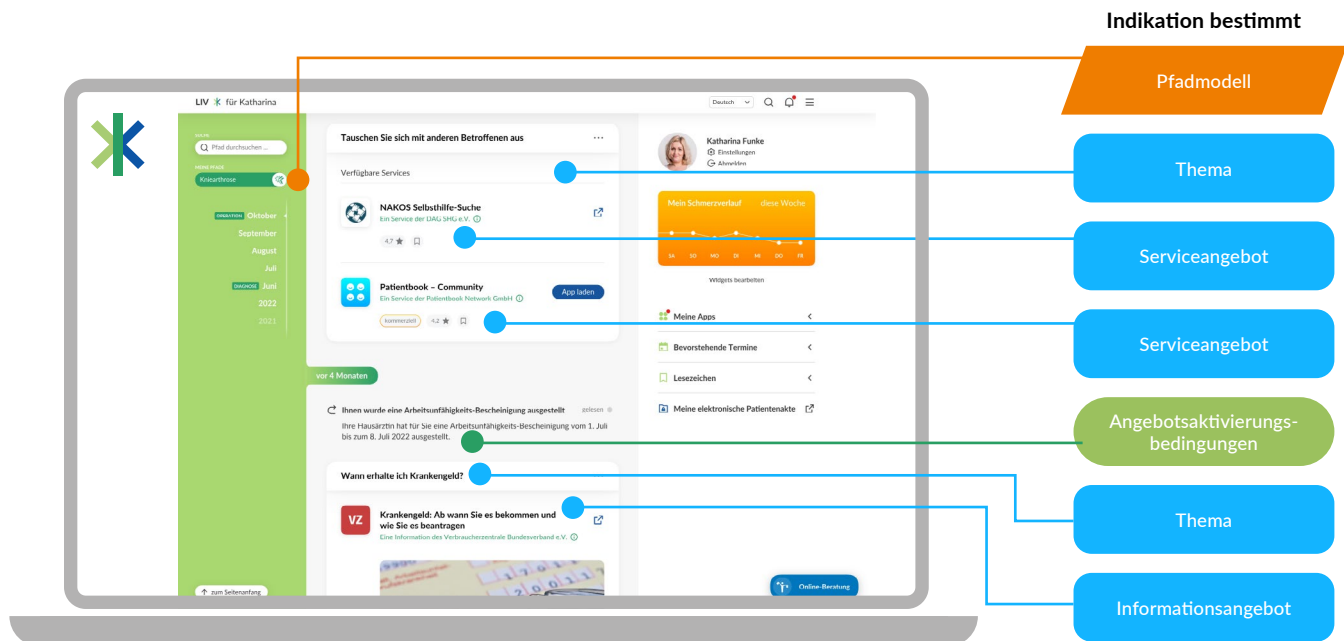 Indikation bestimmt
Pfadmodell
Thema
Serviceangebot
Serviceangebot
Angebotsaktivierungs-
bedingungen
Thema
Informationsangebot
LIV für Katharina
Deutsch
SUCHE
Pfad durchsuchen ...
MEINE PFADE
Kniearthrose
OPERATION Oktober
September
August
Juli
DIAGNOSE Juni
2022
2021
zum Seitenanfang
Tauschen Sie sich mit anderen Betroffenen aus
Verfügbare Services
NAKOS Selbsthilfe-Suche
Ein Service der DAG SHG e.V.
4,7
Patientbook – Community
Ein Service der Patientbook Network GmbH
App laden
kommerziell 4.2
vor 4 Monaten
Ihnen wurde eine Arbeitsunfähigkeits-Bescheinigung ausgestellt gelesen
Ihre Hausärztin hat für Sie eine Arbeitsunfähigkeits-Bescheinigung vom 1. Juli
bis zum 8. Juli 2022 ausgestellt.
Wann erhalte ich Krankengeld?
VZ
Krankengeld: Ab wann Sie es bekommen und
wie Sie es beantragen
Eine Information des Verbraucherzentrale Bundesverband e.V.
Katharina Funke
Einstellungen
Abmelden
Mein Schmerzverlauf diese Woche
SA SO MO DI MI DO FR
Widgets bearbeiten
Meine Apps
Bevorstehende Termine
Lesezeichen
Meine elektronische Patientenakte
Online-Beratung